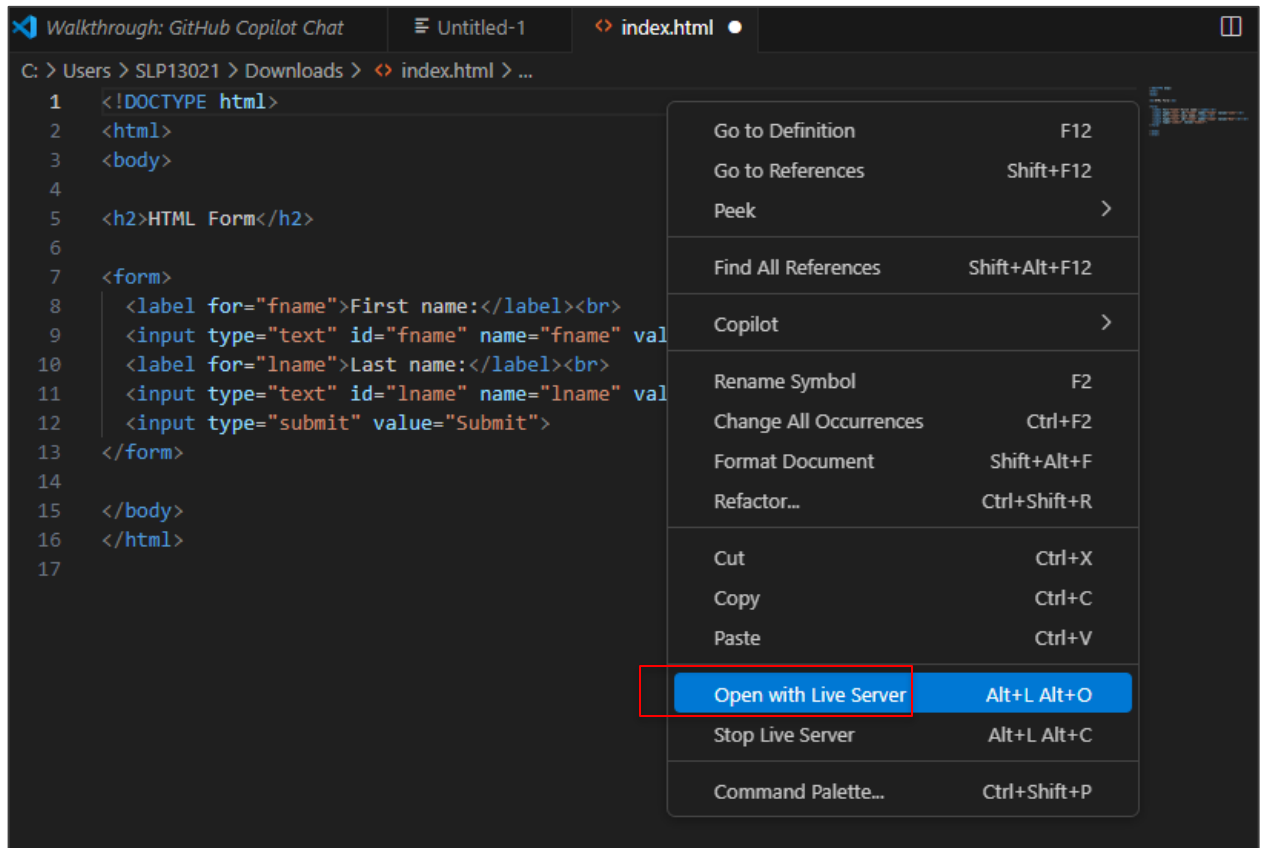 Walkthrough: GitHub Copilot Chat
Untitled-1
<> index.html
C: > Users > SLP13021 > Downloads > <> index.html > ...
1 <!DOCTYPE html>
2 <html>
3 <body>
4
5 <h2>HTML Form</h2>
6
7 <form>
8 <label for="fname">First name:</label><br>
9 <input type="text" id="fname" name="fname" val
10 <label for="lname">Last name:</label><br>
11 <input type="text" id="lname" name="lname" val
12 <input type="submit" value="Submit">
13 </form>
14
15 </body>
16 </html>
17
Go to Definition F12
Go to References Shift+F12
Peek >
Find All References Shift+Alt+F12
Copilot >
Rename Symbol F2
Change All Occurrences Ctrl+F2
Format Document Shift+Alt+F
Refactor... Ctrl+Shift+R
Cut Ctrl+X
Copy Ctrl+C
Paste Ctrl+V
Open with Live Server Alt+L Alt+O
Stop Live Server Alt+L Alt+C
Command Palette... Ctrl+Shift+P